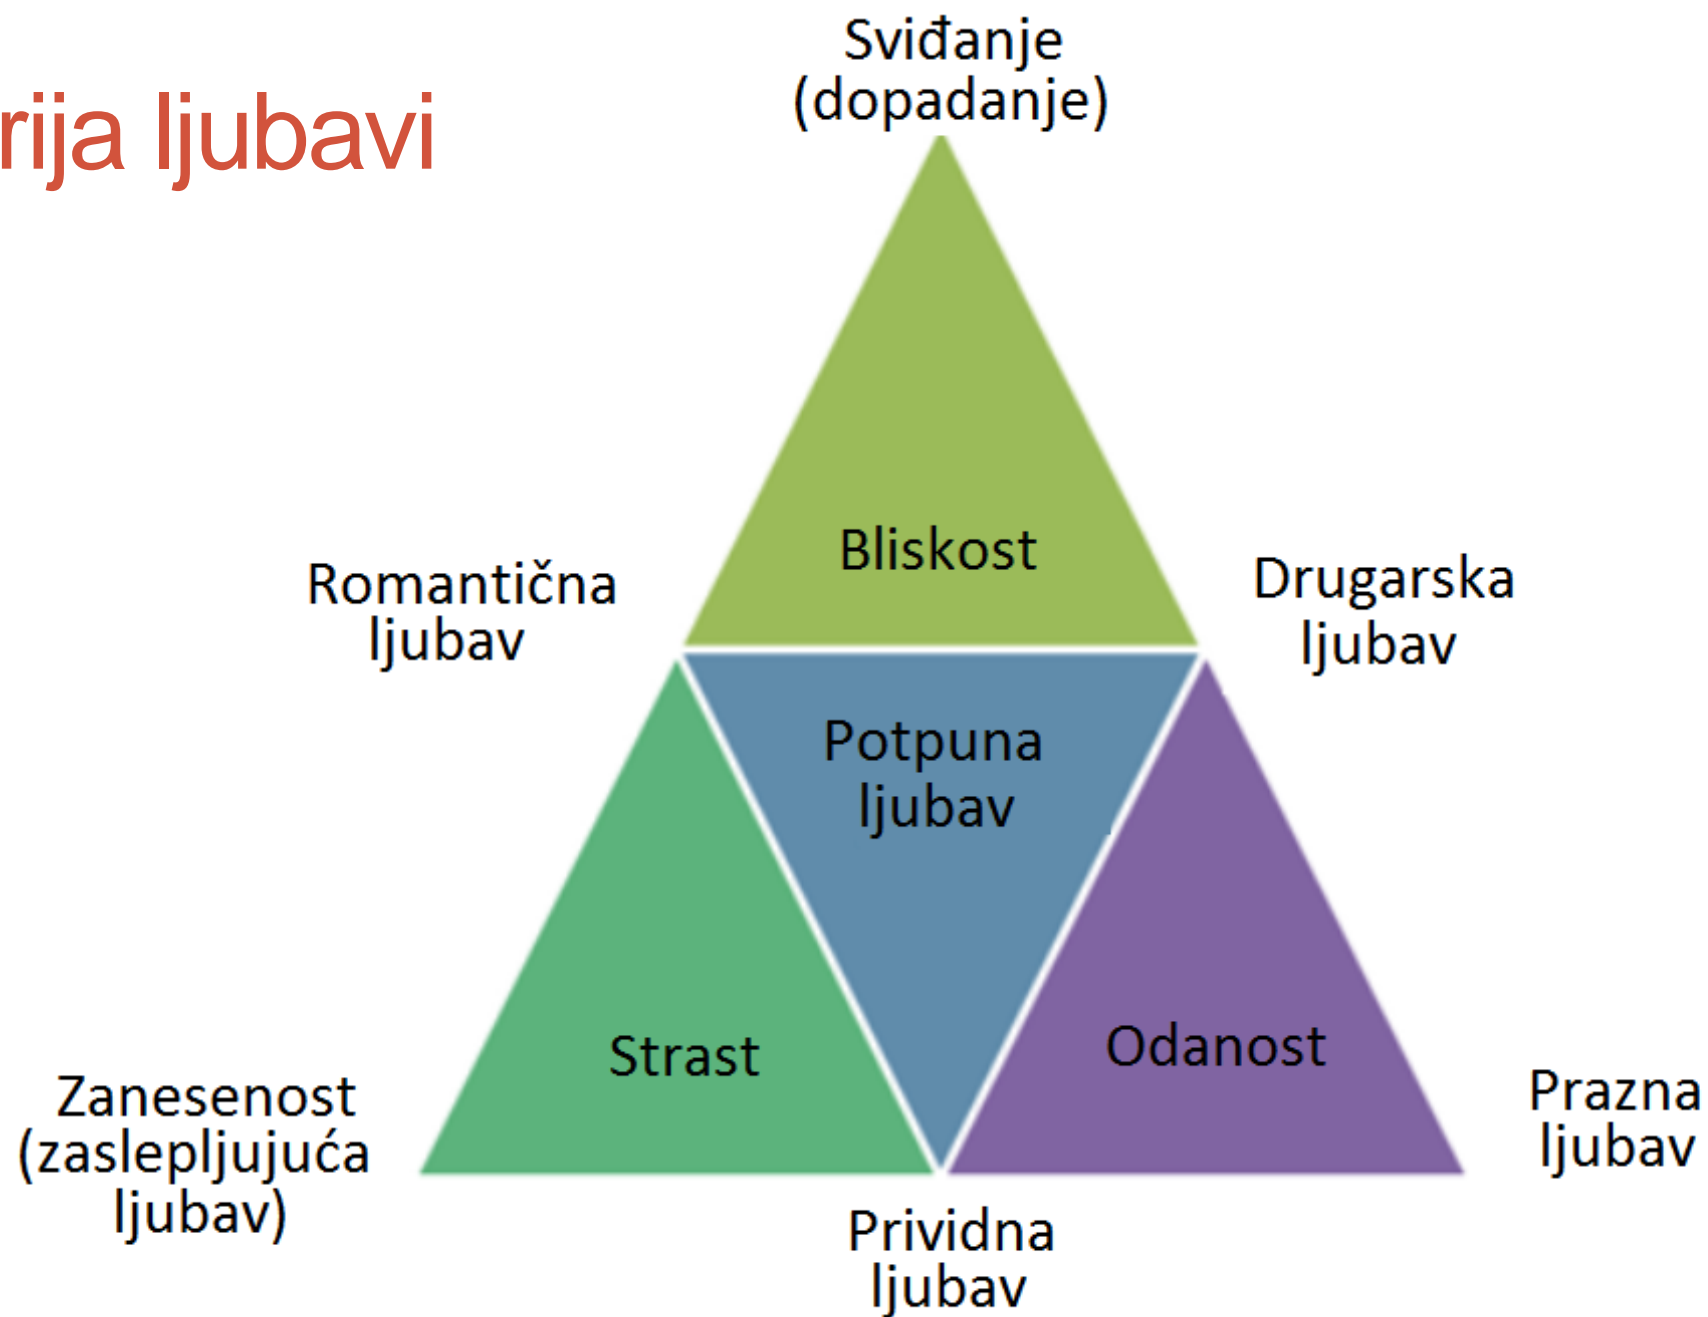 Sviđanje
(dopadanje)
rija ljubavi
Bliskost
Romantična
ljubav
Drugarska
ljubav
Potpuna
ljubav
Strast
Odanost
Zanesenost
(zaslepljujuća
ljubav)
Prazna
ljubav
Prividna
ljubav